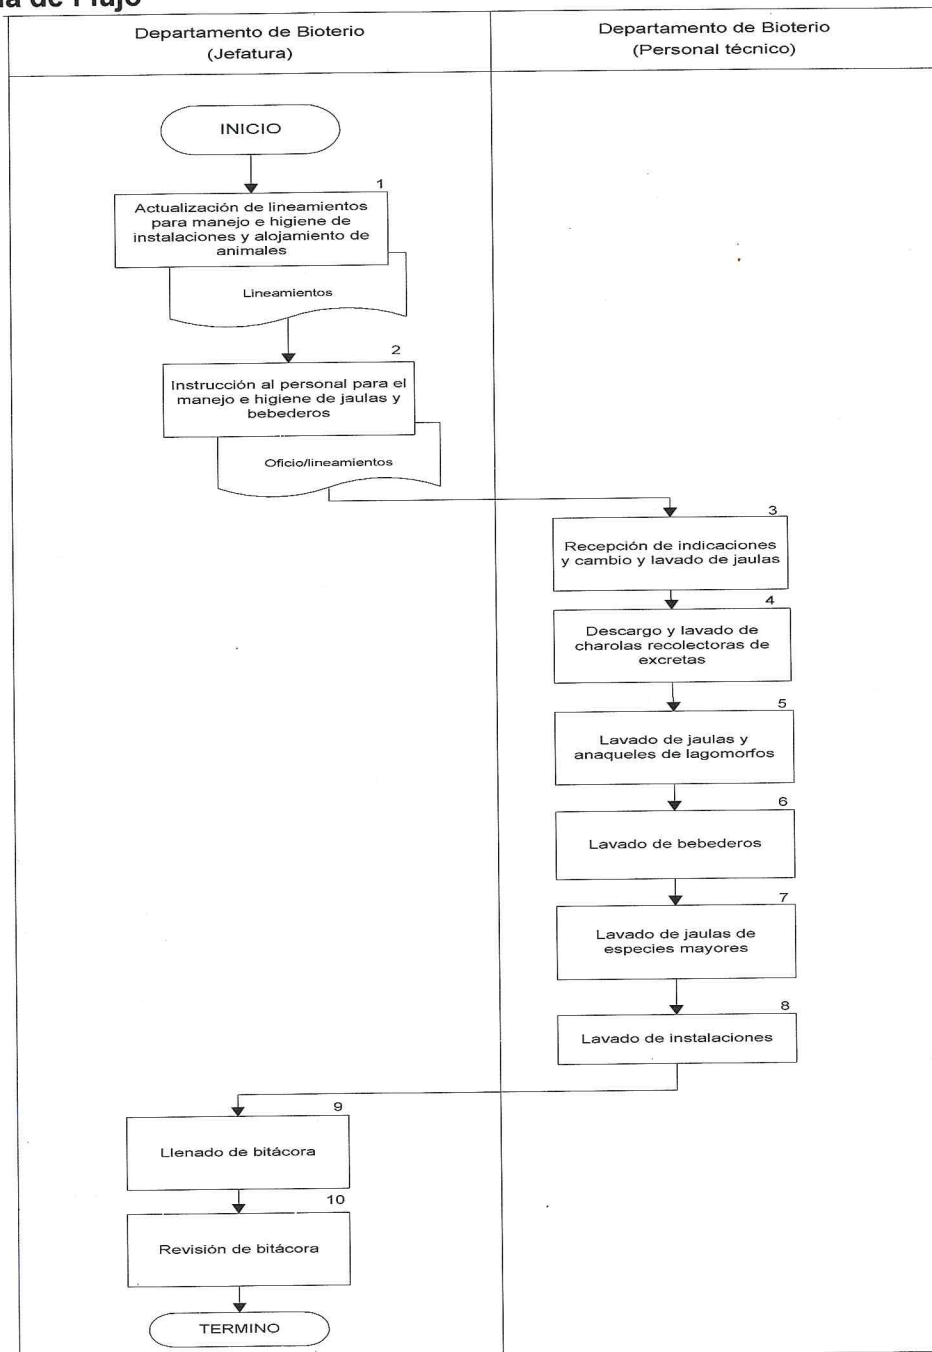 de Flujo
Departamento de Bioterio
(Jefatura)
Departamento de Bioterio
(Personal técnico)
INICIO
1
Actualización de lineamientos
para manejo e higiene de
instalaciones y alojamiento de
animales
Lineamientos
2
Instrucción al personal para el
manejo e higiene de jaulas y
bebederos
Oficio/lineamientos
3
Recepción de indicaciones
y cambio y lavado de jaulas
4
Descargo y lavado de
charolas recolectoras de
excretas
5
Lavado de jaulas y
anaqueles de lagomorfos
6
Lavado de bebederos
7
Lavado de jaulas de
especies mayores
8
Lavado de instalaciones
9
Llenado de bitácora
10
Revisión de bitácora
TERMINO